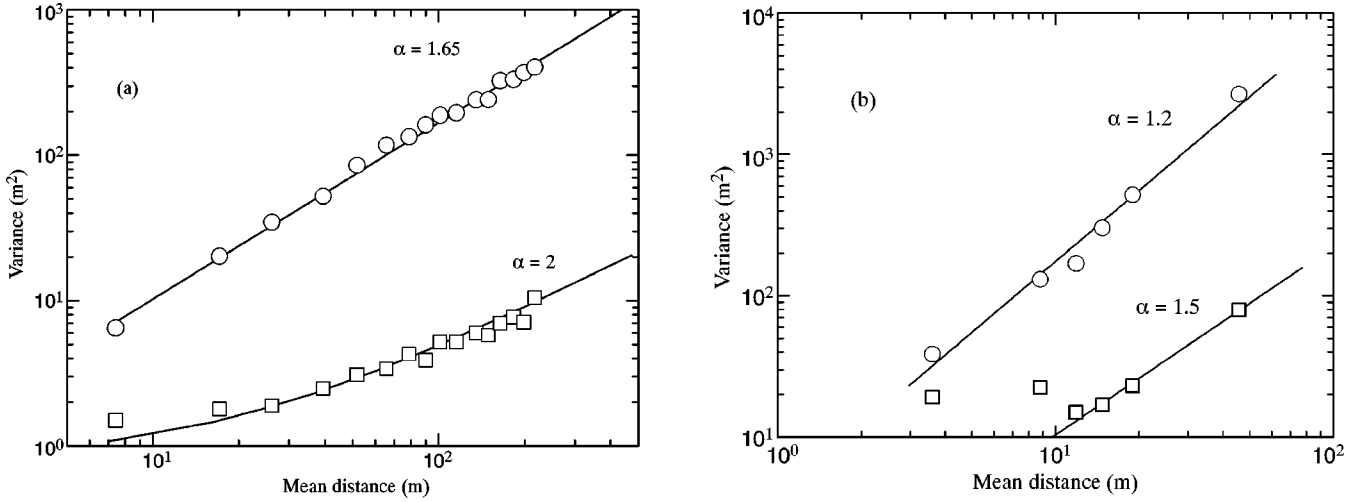 10³
10²
10¹
10⁰
Variance (m²)
(a)
α = 1.65
α = 2
10¹
10²
Mean distance (m)
10⁴
10³
10²
10¹
Variance (m²)
(b)
α = 1.2
α = 1.5
10⁰
10¹
10²
Mean distance (m)